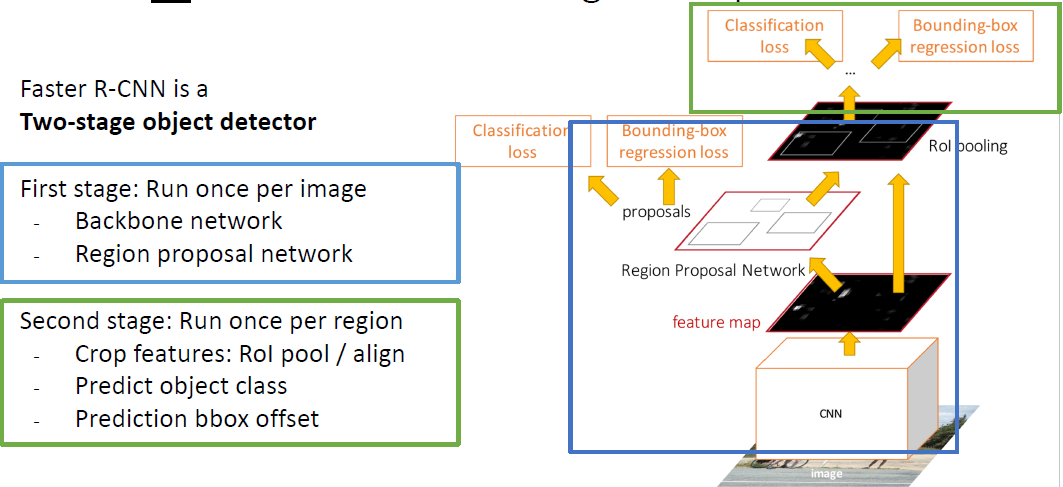 Faster R-CNN is a
Two-stage object detector
First stage: Run once per image
- Backbone network
- Region proposal network
Second stage: Run once per region
- Crop features: RoI pool / align
- Predict object class
- Prediction bbox offset
Classification
loss
Bounding-box
regression loss
...
Classification
loss
Bounding-box
regression loss
RoI pooling
proposals
Region Proposal Network
feature map
CNN
image